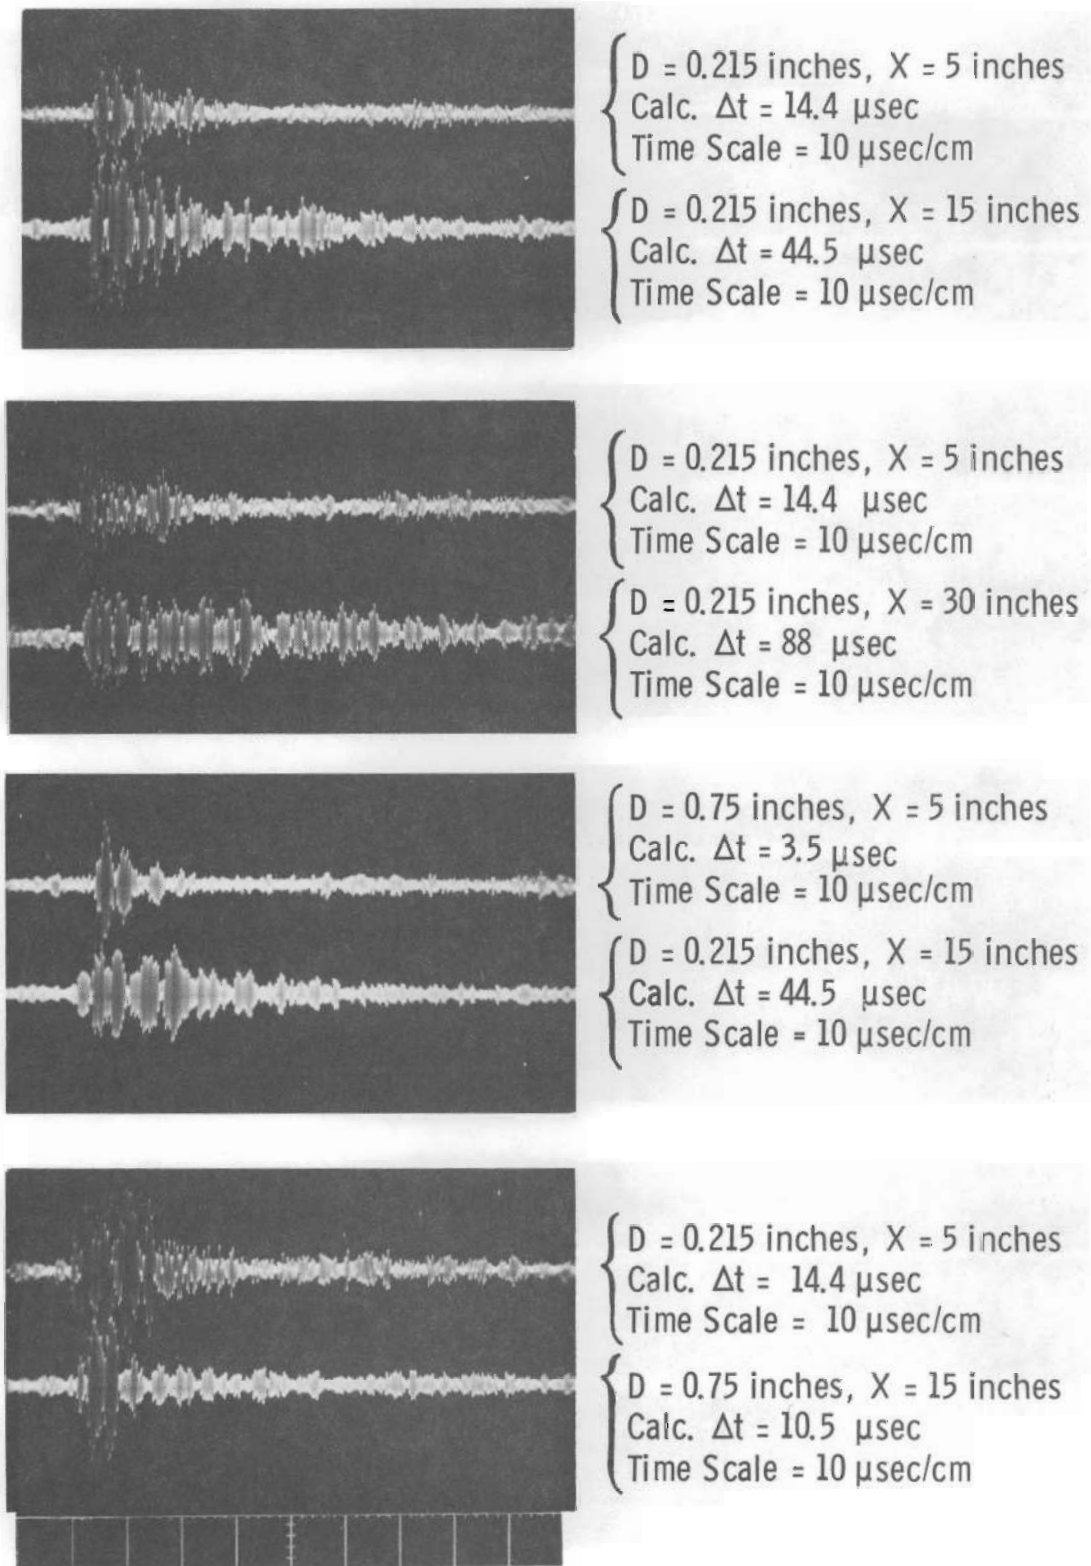 D = 0.215 inches, X = 5 inches
Calc. Δt = 14.4 μsec
Time Scale = 10 μsec/cm
D = 0.215 inches, X = 15 inches
Calc. Δt = 44.5 μsec
Time Scale = 10 μsec/cm
D = 0.215 inches, X = 5 inches
Calc. Δt = 14.4 μsec
Time Scale = 10 μsec/cm
D = 0.215 inches, X = 30 inches
Calc. Δt = 88 μsec
Time Scale = 10 μsec/cm
D = 0.75 inches, X = 5 inches
Calc. Δt = 3.5 μsec
Time Scale = 10 μsec/cm
D = 0.215 inches, X = 15 inches
Calc. Δt = 44.5 μsec
Time Scale = 10 μsec/cm
D = 0.215 inches, X = 5 inches
Calc. Δt = 14.4 μsec
Time Scale = 10 μsec/cm
D = 0.75 inches, X = 15 inches
Calc. Δt = 10.5 μsec
Time Scale = 10 μsec/cm